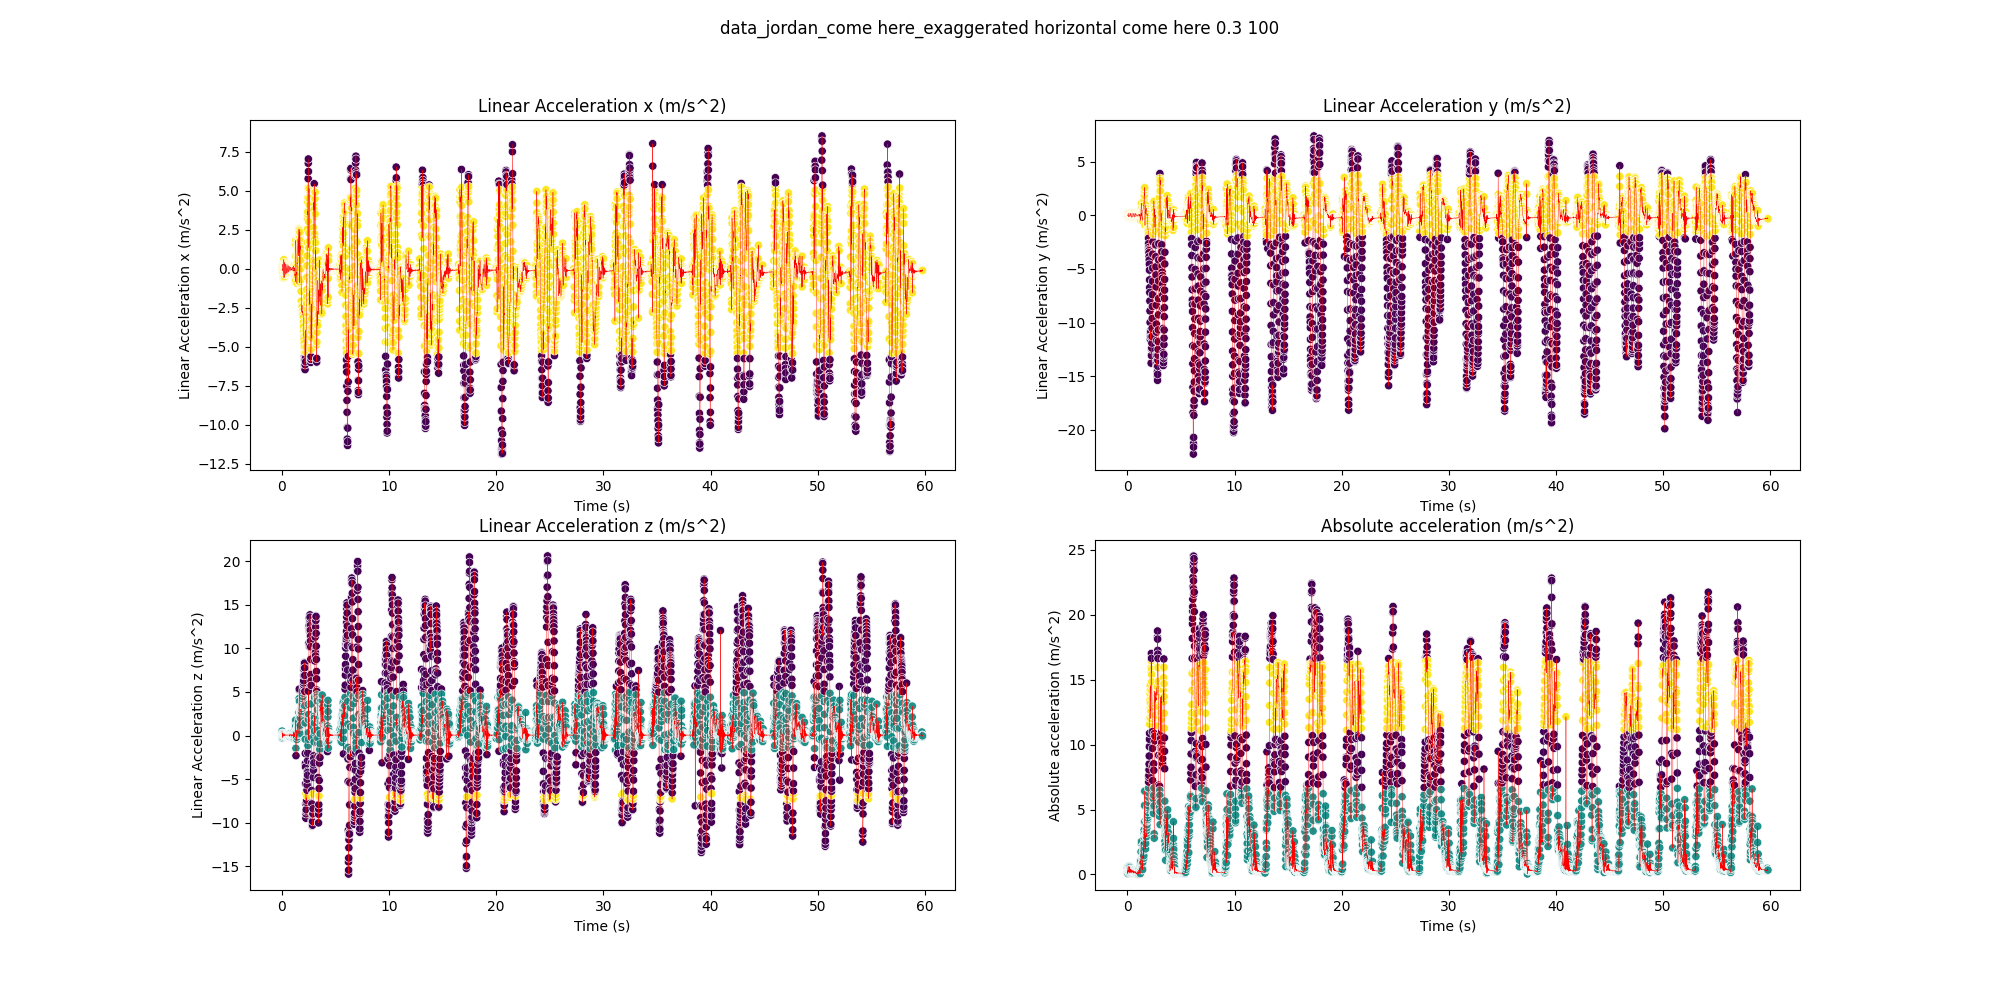 data_jordan_come here_exaggerated horizontal come here 0.3 100
Linear Acceleration x (m/s^2)
Linear Acceleration x (m/s^2)
7.5
5.0
2.5
0.0
−2.5
−5.0
−7.5
−10.0
−12.5
0 10 20 30 40 50 60
Time (s)
Linear Acceleration y (m/s^2)
Linear Acceleration y (m/s^2)
5
0
−5
−10
−15
−20
0 10 20 30 40 50 60
Time (s)
Linear Acceleration z (m/s^2)
Linear Acceleration z (m/s^2)
20
15
10
5
0
−5
−10
−15
0 10 20 30 40 50 60
Time (s)
Absolute acceleration (m/s^2)
Absolute acceleration (m/s^2)
25
20
15
10
5
0
0 10 20 30 40 50 60
Time (s)